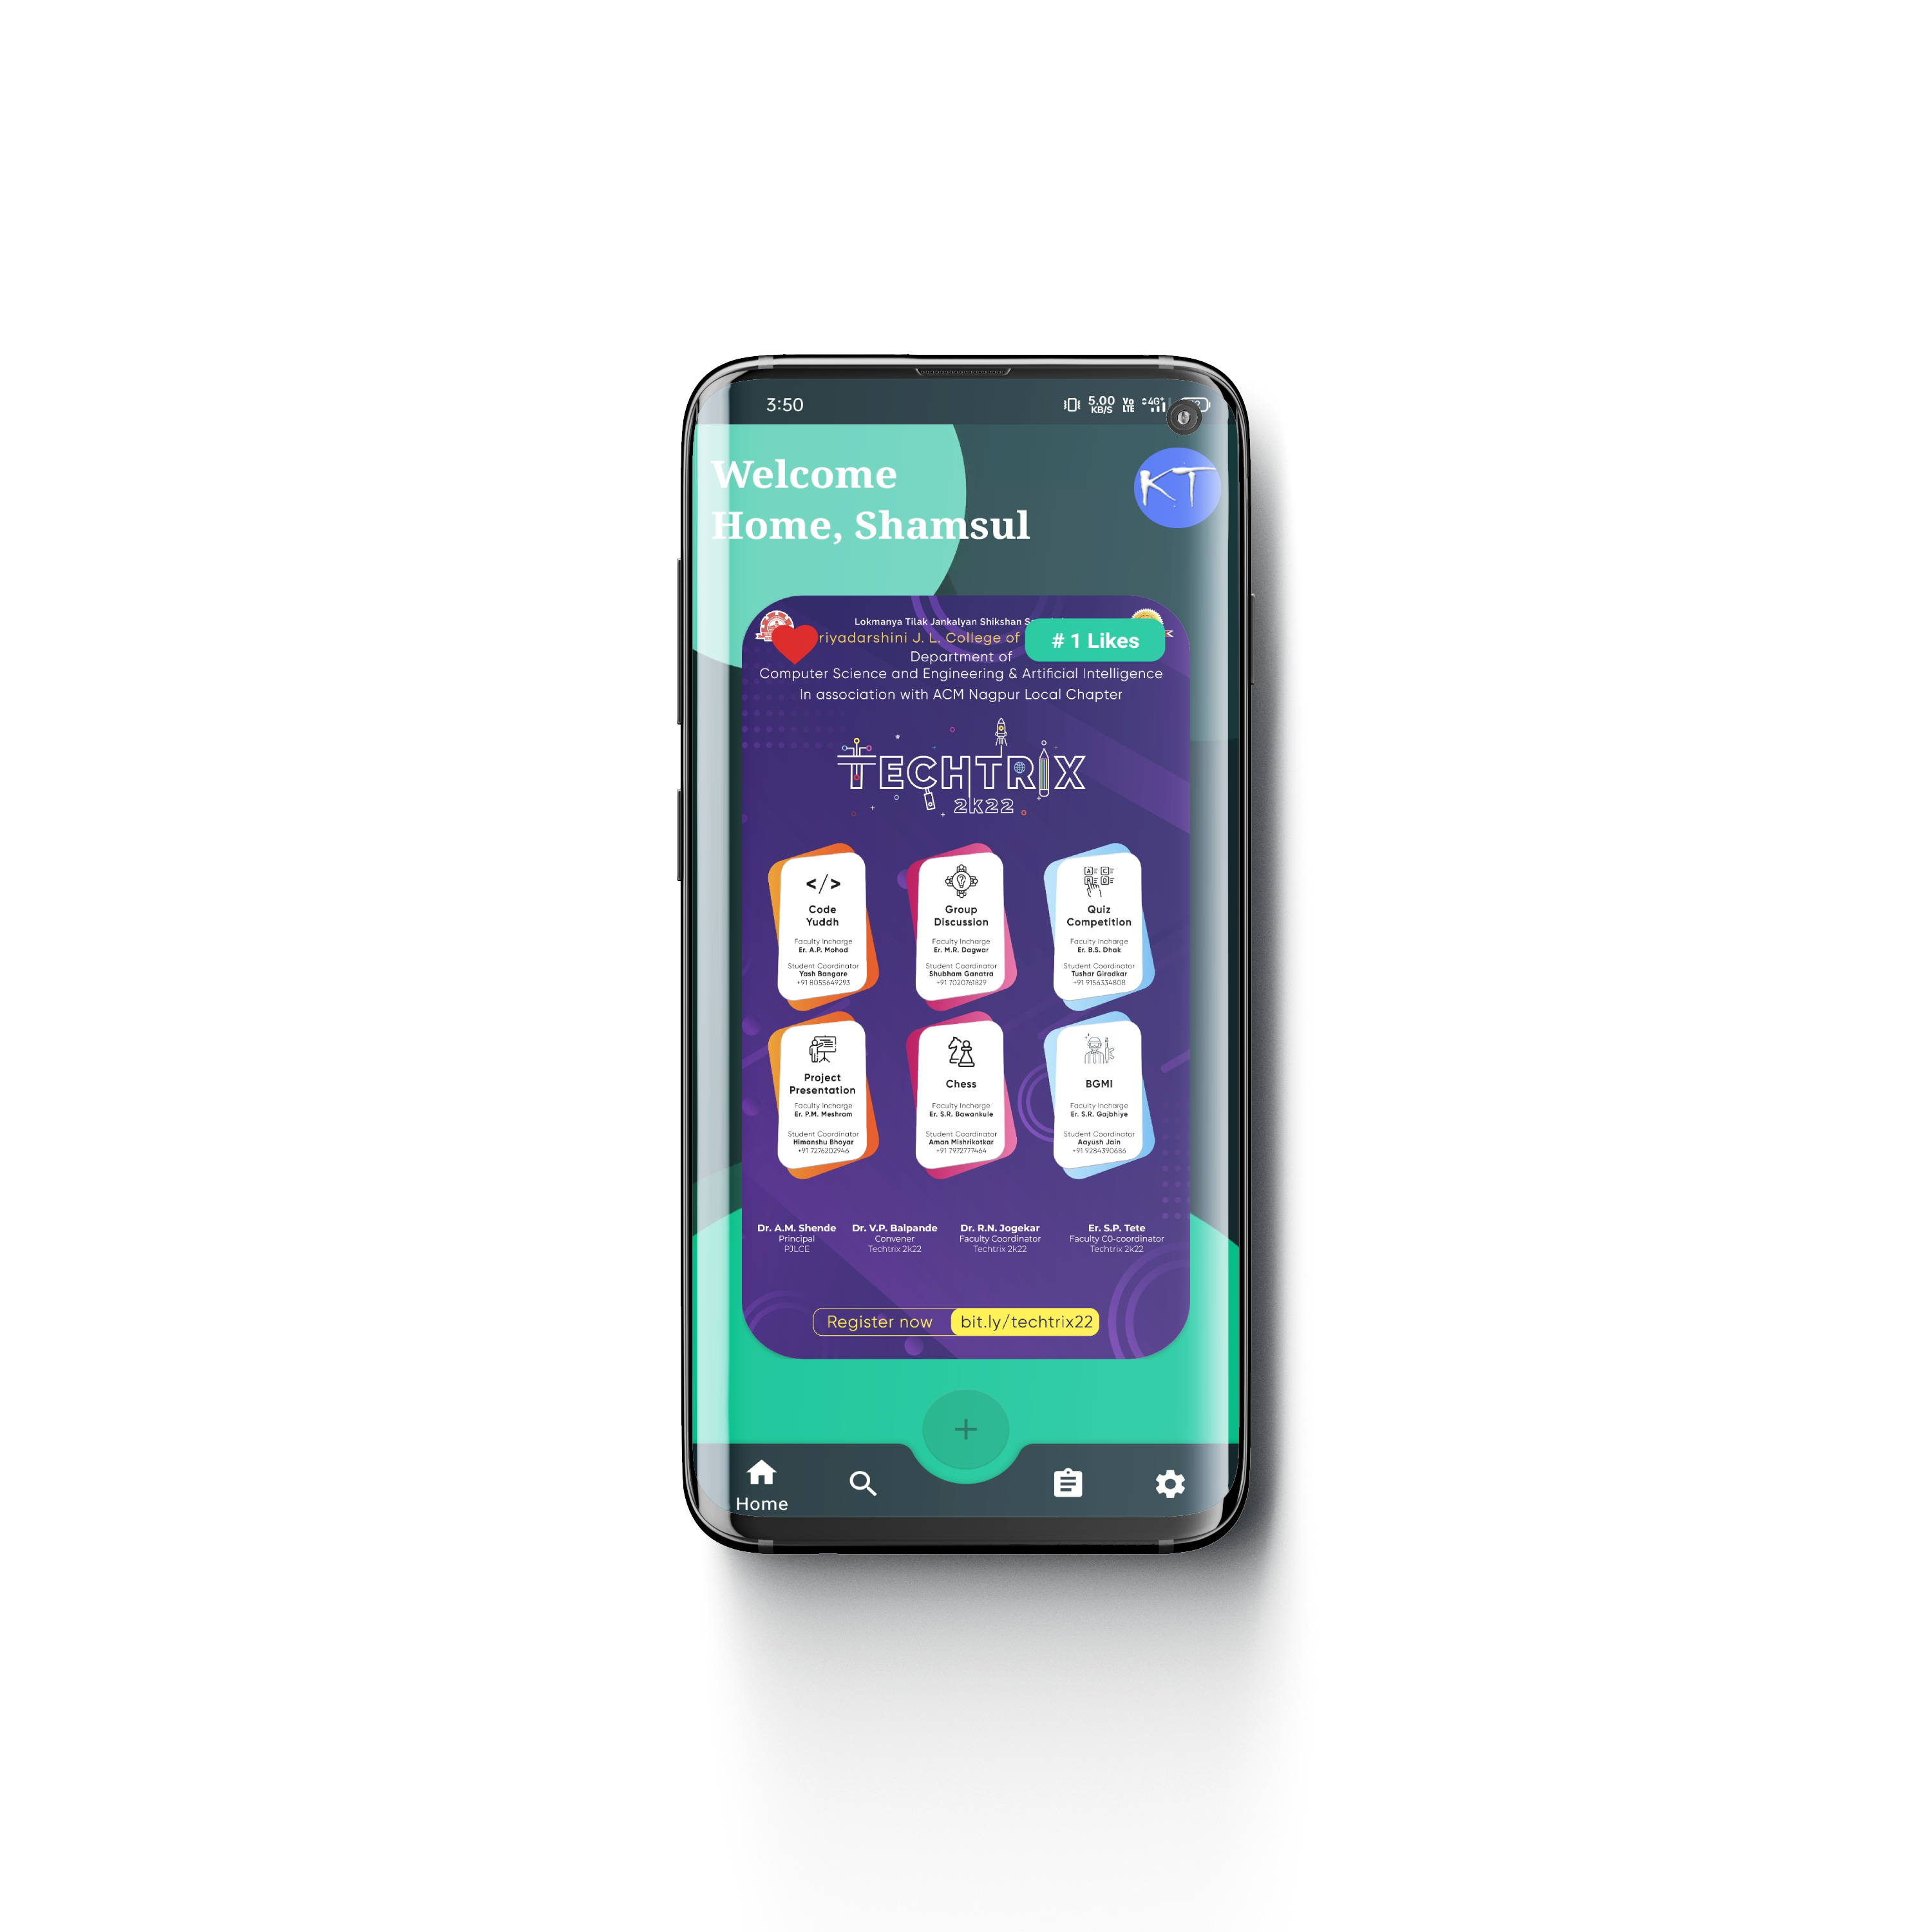 3:50
5.00
KB/S
Vo
LTE
4G+
Welcome
Home, Shamsul
KT
Lokmanya Tilak Jankalyan Shikshan
riyadarshini J. L. College of
# 1 Likes
Department of
Computer Science and Engineering & Artificial Intelligence
In association with ACM Nagpur Local Chapter
TECHTRIX
2k22
</>
Code
Yuddh
Faculty Incharge
Er. A.P. Mohod
Student Coordinator
Yash Bangare
+91 8055649293
Group
Discussion
Faculty Incharge
Er. M.R. Dagwar
Student Coordinator
Shubham Ganatra
+91 7020761829
A C
B D
Quiz
Competition
Faculty Incharge
Er. B.S. Dhak
Student Coordinator
Tushar Girodkar
+91 9156334808
Project
Presentation
Faculty Incharge
Er. P.M. Meshram
Student Coordinator
Himanshu Bhoyar
+91 7276202946
Chess
Faculty Incharge
Er. S.R. Bawankule
Student Coordinator
Aman Mishrikotkar
+91 7972777464
BGMI
Faculty Incharge
Er. S.R. Gajbhiye
Student Coordinator
Aayush Jain
+91 9284390686
Dr. A.M. Shende
Principal
PJLCE
Dr. V.P. Balpande
Convener
Techtrix 2k22
Dr. R.N. Jogekar
Faculty Coordinator
Techtrix 2k22
Er. S.P. Tete
Faculty C0-coordinator
Techtrix 2k22
Register now
bit.ly/techtrix22
+
Home